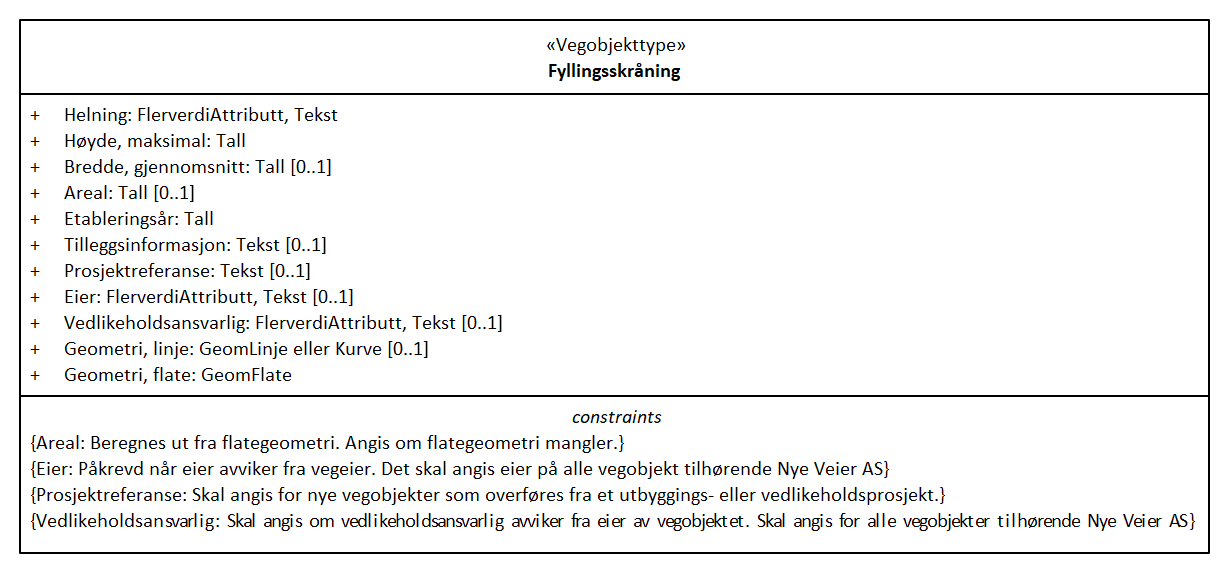 «Vegobjekttype»
Fyllingsskråning
+ Helning: FlerverdiAttributt, Tekst
+ Høyde, maksimal: Tall
+ Bredde, gjennomsnitt: Tall [0..1]
+ Areal: Tall [0..1]
+ Etableringsår: Tall
+ Tilleggsinformasjon: Tekst [0..1]
+ Prosjektreferanse: Tekst [0..1]
+ Eier: FlerverdiAttributt, Tekst [0..1]
+ Vedlikeholdsansvarlig: FlerverdiAttributt, Tekst [0..1]
+ Geometri, linje: GeomLinje eller Kurve [0..1]
+ Geometri, flate: GeomFlate
constraints
{Areal: Beregnes ut fra flategeometri. Angis om flategeometri mangler.}
{Eier: Påkrevd når eier avviker fra vegeier. Det skal angis eier på alle vegobjekt tilhørende Nye Veier AS}
{Prosjektreferanse: Skal angis for nye vegobjekter som overføres fra et utbyggings- eller vedlikeholdsprosjekt.}
{Vedlikeholdsansvarlig: Skal angis om vedlikeholdsansvarlig avviker fra eier av vegobjektet. Skal angis for alle vegobjekter tilhørende Nye Veier AS}